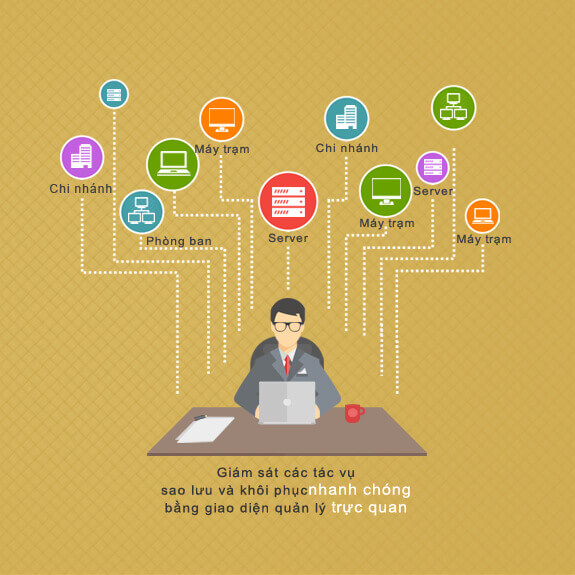 Máy trạm
Chi nhánh
Chi nhánh
Máy trạm
Server
Phòng ban
Server
Máy trạm
Giám sát các tác vụ
sao lưu và khôi phục nhanh chóng
bằng giao diện quản lý trực quan